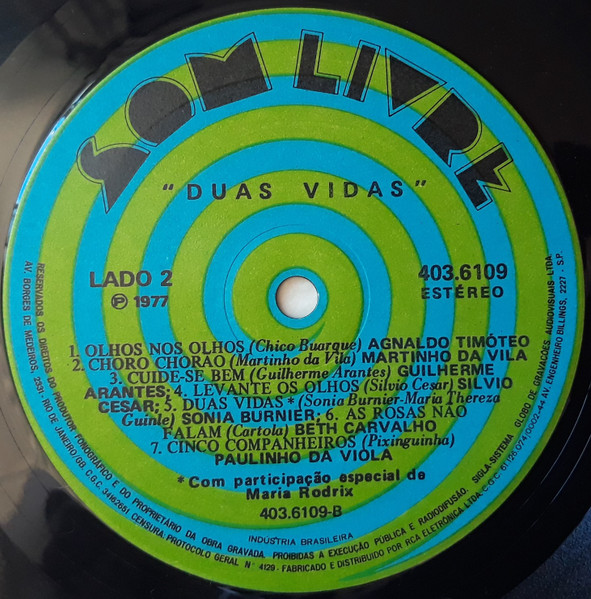 SOM LIVRE
"DUAS VIDAS"
LADO 2
℗ 1977
403.6109
ESTÉREO
1. OLHOS NOS OLHOS (Chico Buarque) AGNALDO TIMÓTEO
2. CHORO CHORÃO (Martinho da Vila) MARTINHO DA VILA
3. CUIDE-SE BEM (Guilherme Arantes) GUILHERME
ARANTES; 4. LEVANTE OS OLHOS (Silvio Cesar) SILVIO
CESAR; 5. DUAS VIDAS * (Sonia Burnier-Maria Thereza
Guinle) SONIA BURNIER; 6. AS ROSAS NÃO
FALAM (Cartola) BETH CARVALHO
7. CINCO COMPANHEIROS (Pixinguinha)
PAULINHO DA VIOLA
* Com participação especial de
Maria Rodrix
403.6109-B
INDÚSTRIA BRASILEIRA
RESERVADOS OS DIREITOS DO PRODUTOR FONOGRÁFICO E DO PROPRIETÁRIO DA OBRA GRAVADA. PROIBIDAS A EXECUÇÃO PÚBLICA E RADIODIFUSÃO. SIGLA-SISTEMA GLOBO DE GRAVAÇÕES AUDIOVISUAIS LTDA.
AV. BORGES DE MEDEIROS, 2531, RIO DE JANEIRO/GB. C.G.C. 34162651 CENSURA: PROTOCOLO GERAL Nº 4129. FABRICADO E DISTRIBUIDO POR RCA ELETRÔNICA LTDA-C.G.C. 61.126.074/0002-44 AV. ENGENHEIRO BILLINGS, 2227 - S.P.